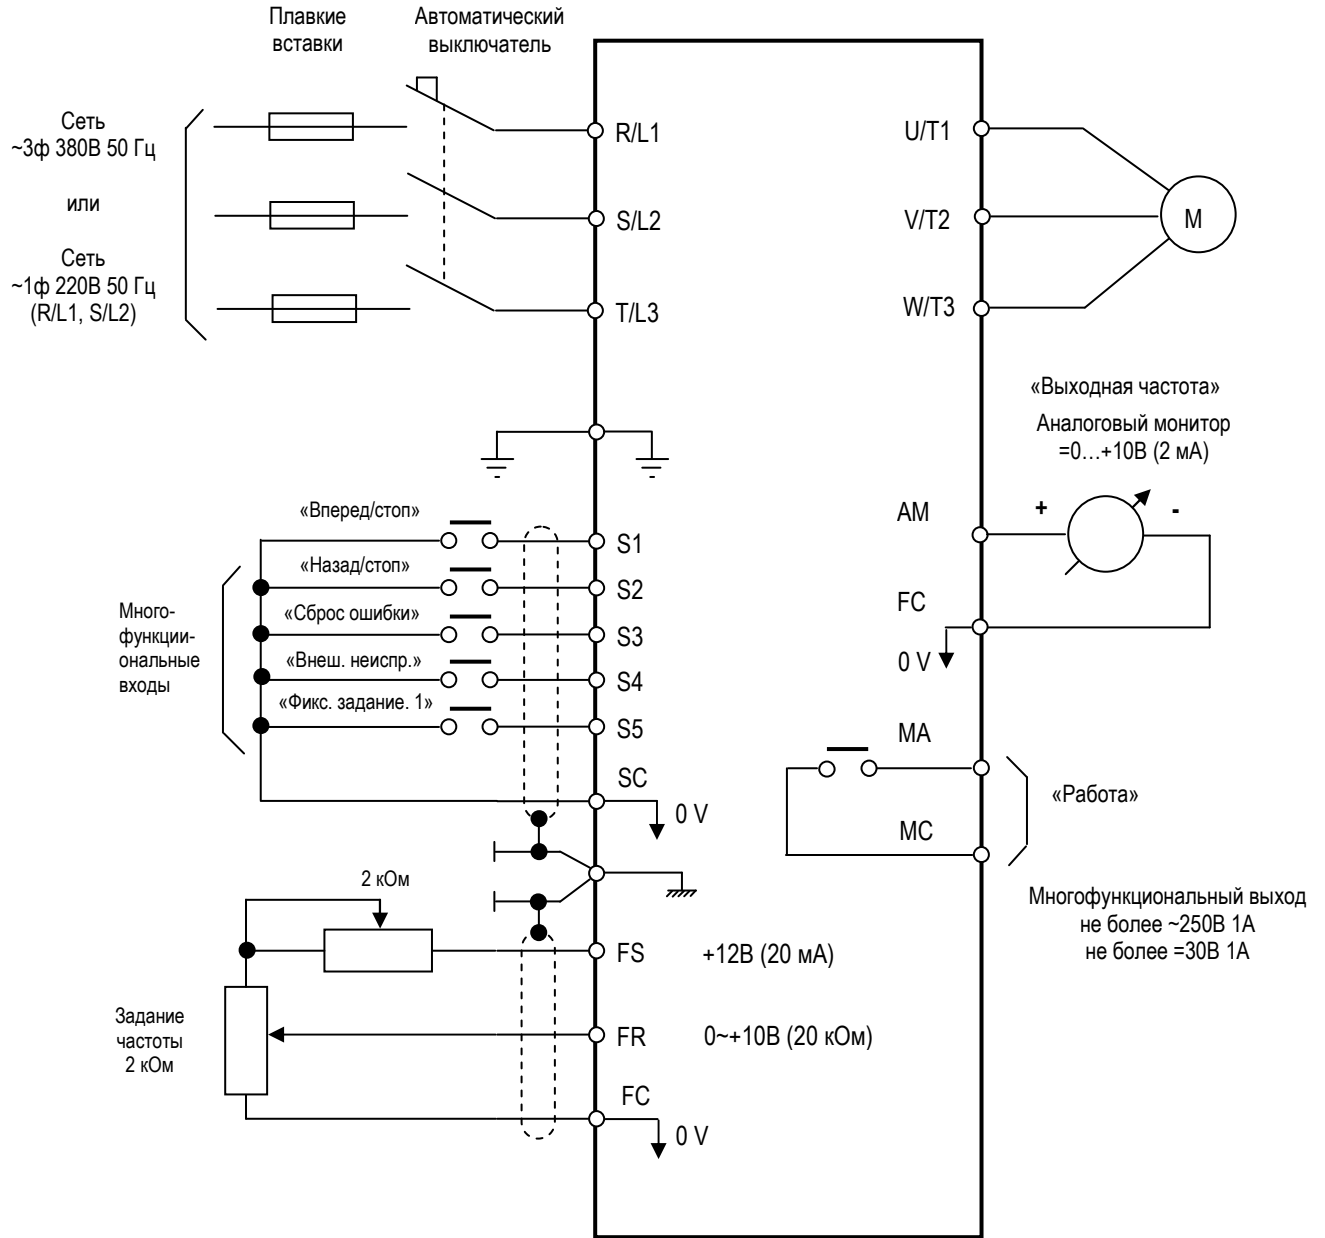 Плавкие
вставки
Автоматический
выключатель
Сеть
~3ф 380В 50 Гц
или
Сеть
~1ф 220В 50 Гц
(R/L1, S/L2)
R/L1
S/L2
T/L3
U/T1
V/T2
W/T3
M
«Выходная частота»
Аналоговый монитор
=0…+10В (2 мА)
AM
+
-
FC
0 V
«Вперед/стоп»
S1
«Назад/стоп»
S2
«Сброс ошибки»
S3
«Внеш. неиспр.»
S4
«Фикс. задание. 1»
S5
Много-
функци-
ональные
входы
SC
0 V
MA
MC
«Работа»
Многофункциональный выход
не более ~250В 1А
не более =30В 1А
2 кОм
FS
+12В (20 мА)
Задание
частоты
2 кОм
FR
0~+10В (20 кОм)
FC
0 V